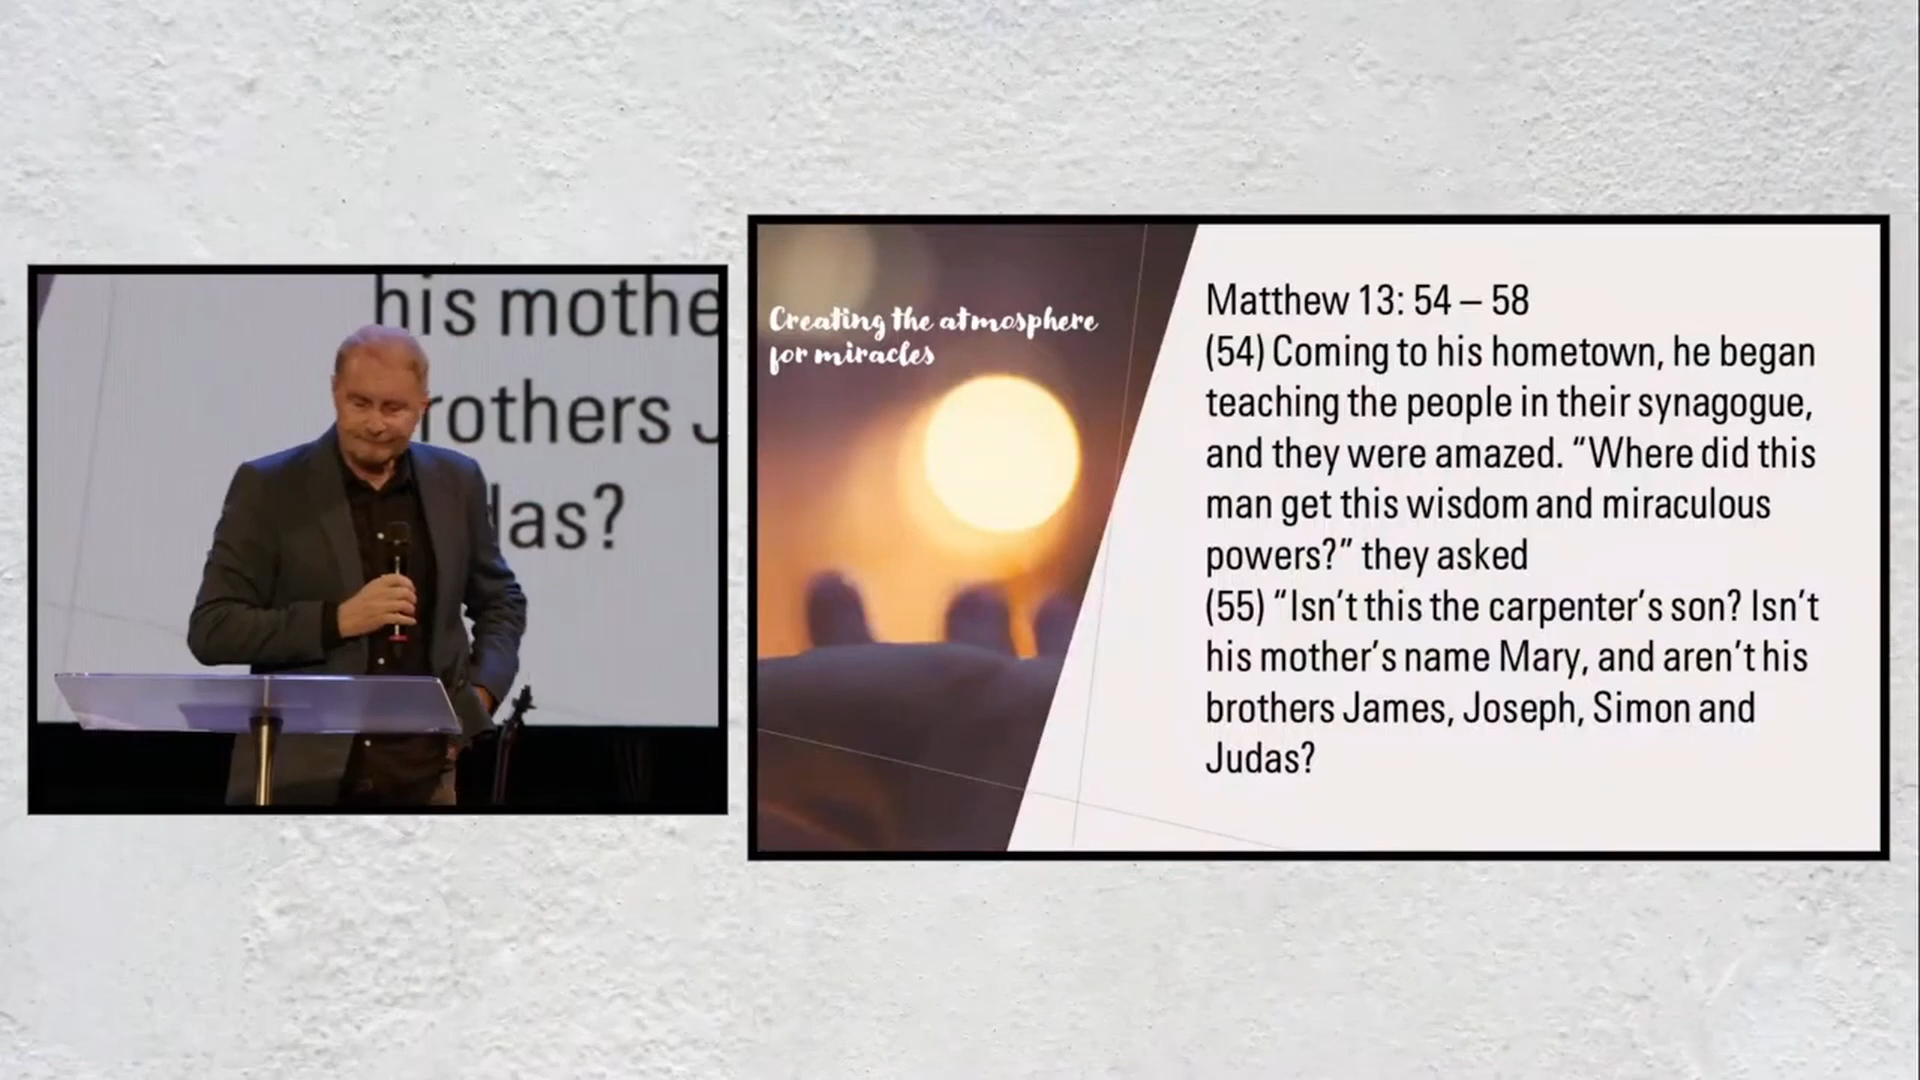 his mothe
rothers J
das?
Creating the atmosphere
for miracles
Matthew 13: 54 – 58
(54) Coming to his hometown, he began
teaching the people in their synagogue,
and they were amazed. “Where did this
man get this wisdom and miraculous
powers?” they asked
(55) “Isn’t this the carpenter’s son? Isn’t
his mother’s name Mary, and aren’t his
brothers James, Joseph, Simon and
Judas?